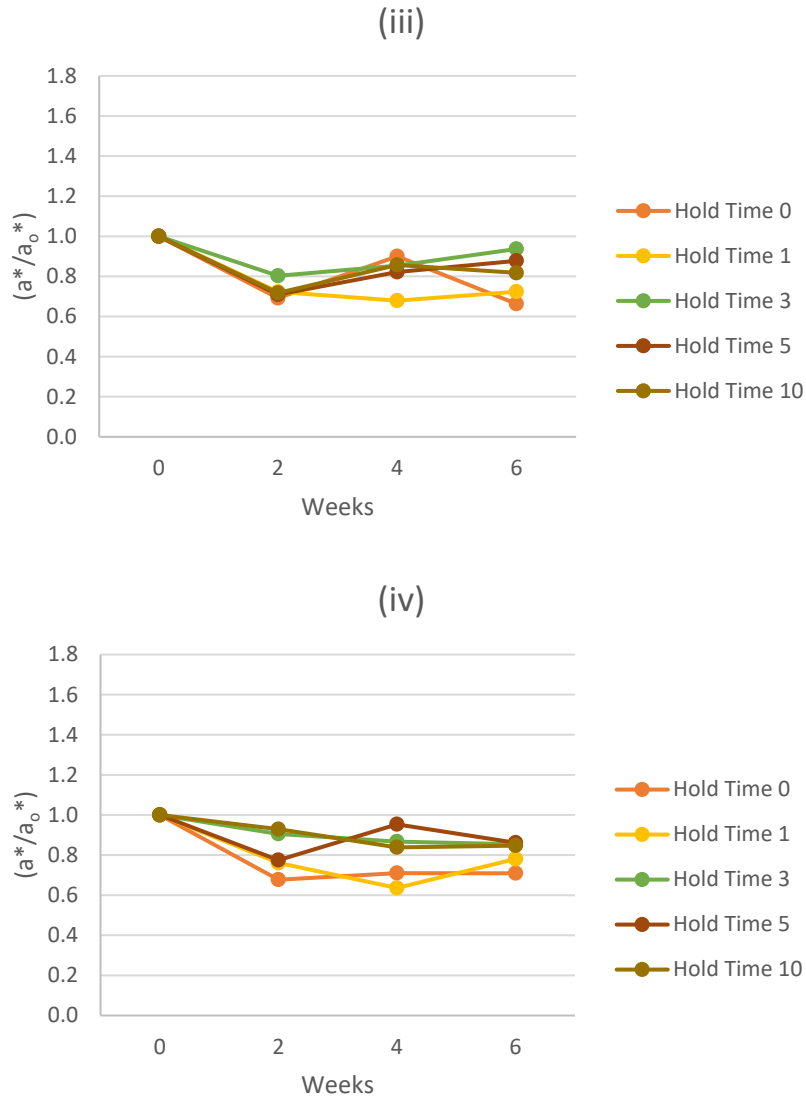 (iii)
1.8
1.6
1.4
1.2
1.0
0.8
0.6
0.4
0.2
0.0
(a*/aₒ*)
0 2 4 6
Weeks
Hold Time 0
Hold Time 1
Hold Time 3
Hold Time 5
Hold Time 10
(iv)
1.8
1.6
1.4
1.2
1.0
0.8
0.6
0.4
0.2
0.0
(a*/aₒ*)
0 2 4 6
Weeks
Hold Time 0
Hold Time 1
Hold Time 3
Hold Time 5
Hold Time 10